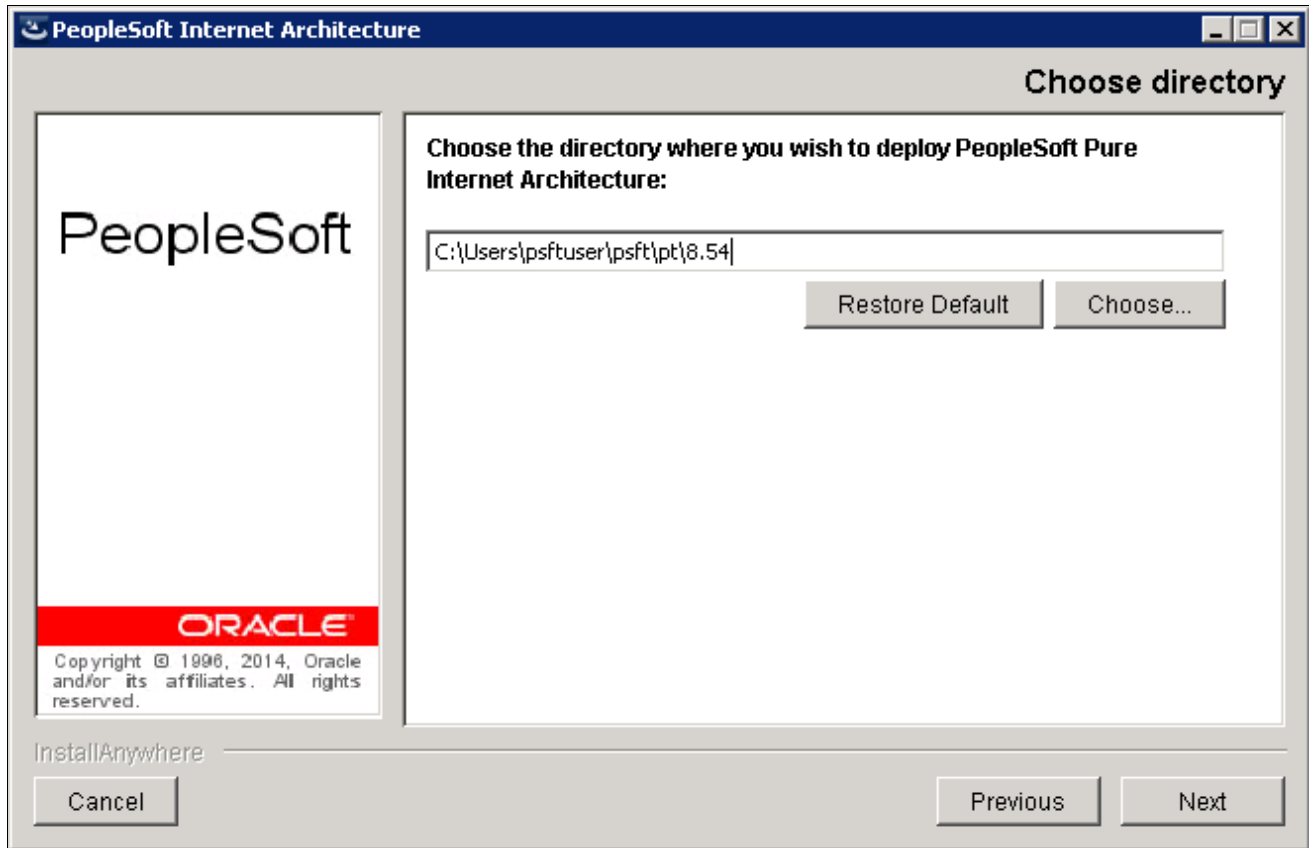 PeopleSoft Internet Architecture
Choose directory
PeopleSoft
ORACLE
Copyright © 1996, 2014, Oracle
and/or its affiliates. All rights
reserved.
Choose the directory where you wish to deploy PeopleSoft Pure
Internet Architecture:
C:\Users\psftuser\psft\pt\8.54
Restore Default
Choose...
InstallAnywhere
Cancel
Previous
Next